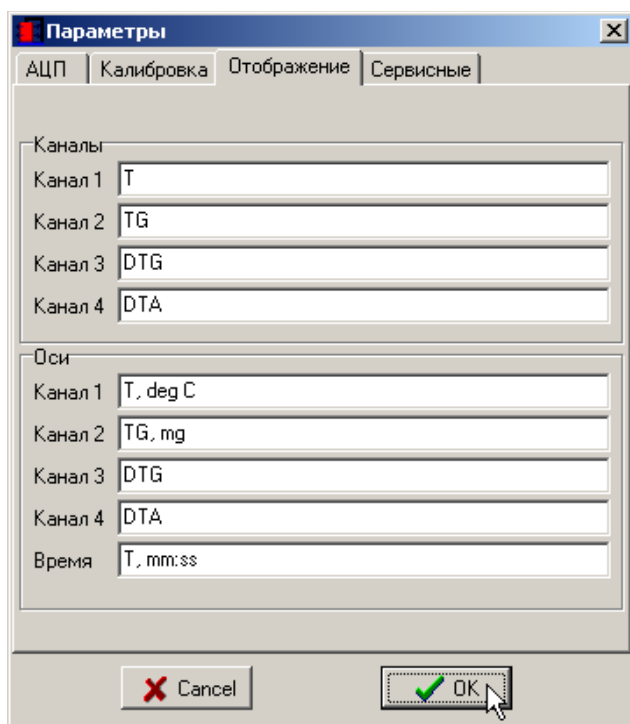 Параметры
АЦП Калибровка Отображение Сервисные
Каналы
Канал 1 T
Канал 2 TG
Канал 3 DTG
Канал 4 DTA
Оси
Канал 1 T, deg C
Канал 2 TG, mg
Канал 3 DTG
Канал 4 DTA
Время T, mm:ss
Cancel OK